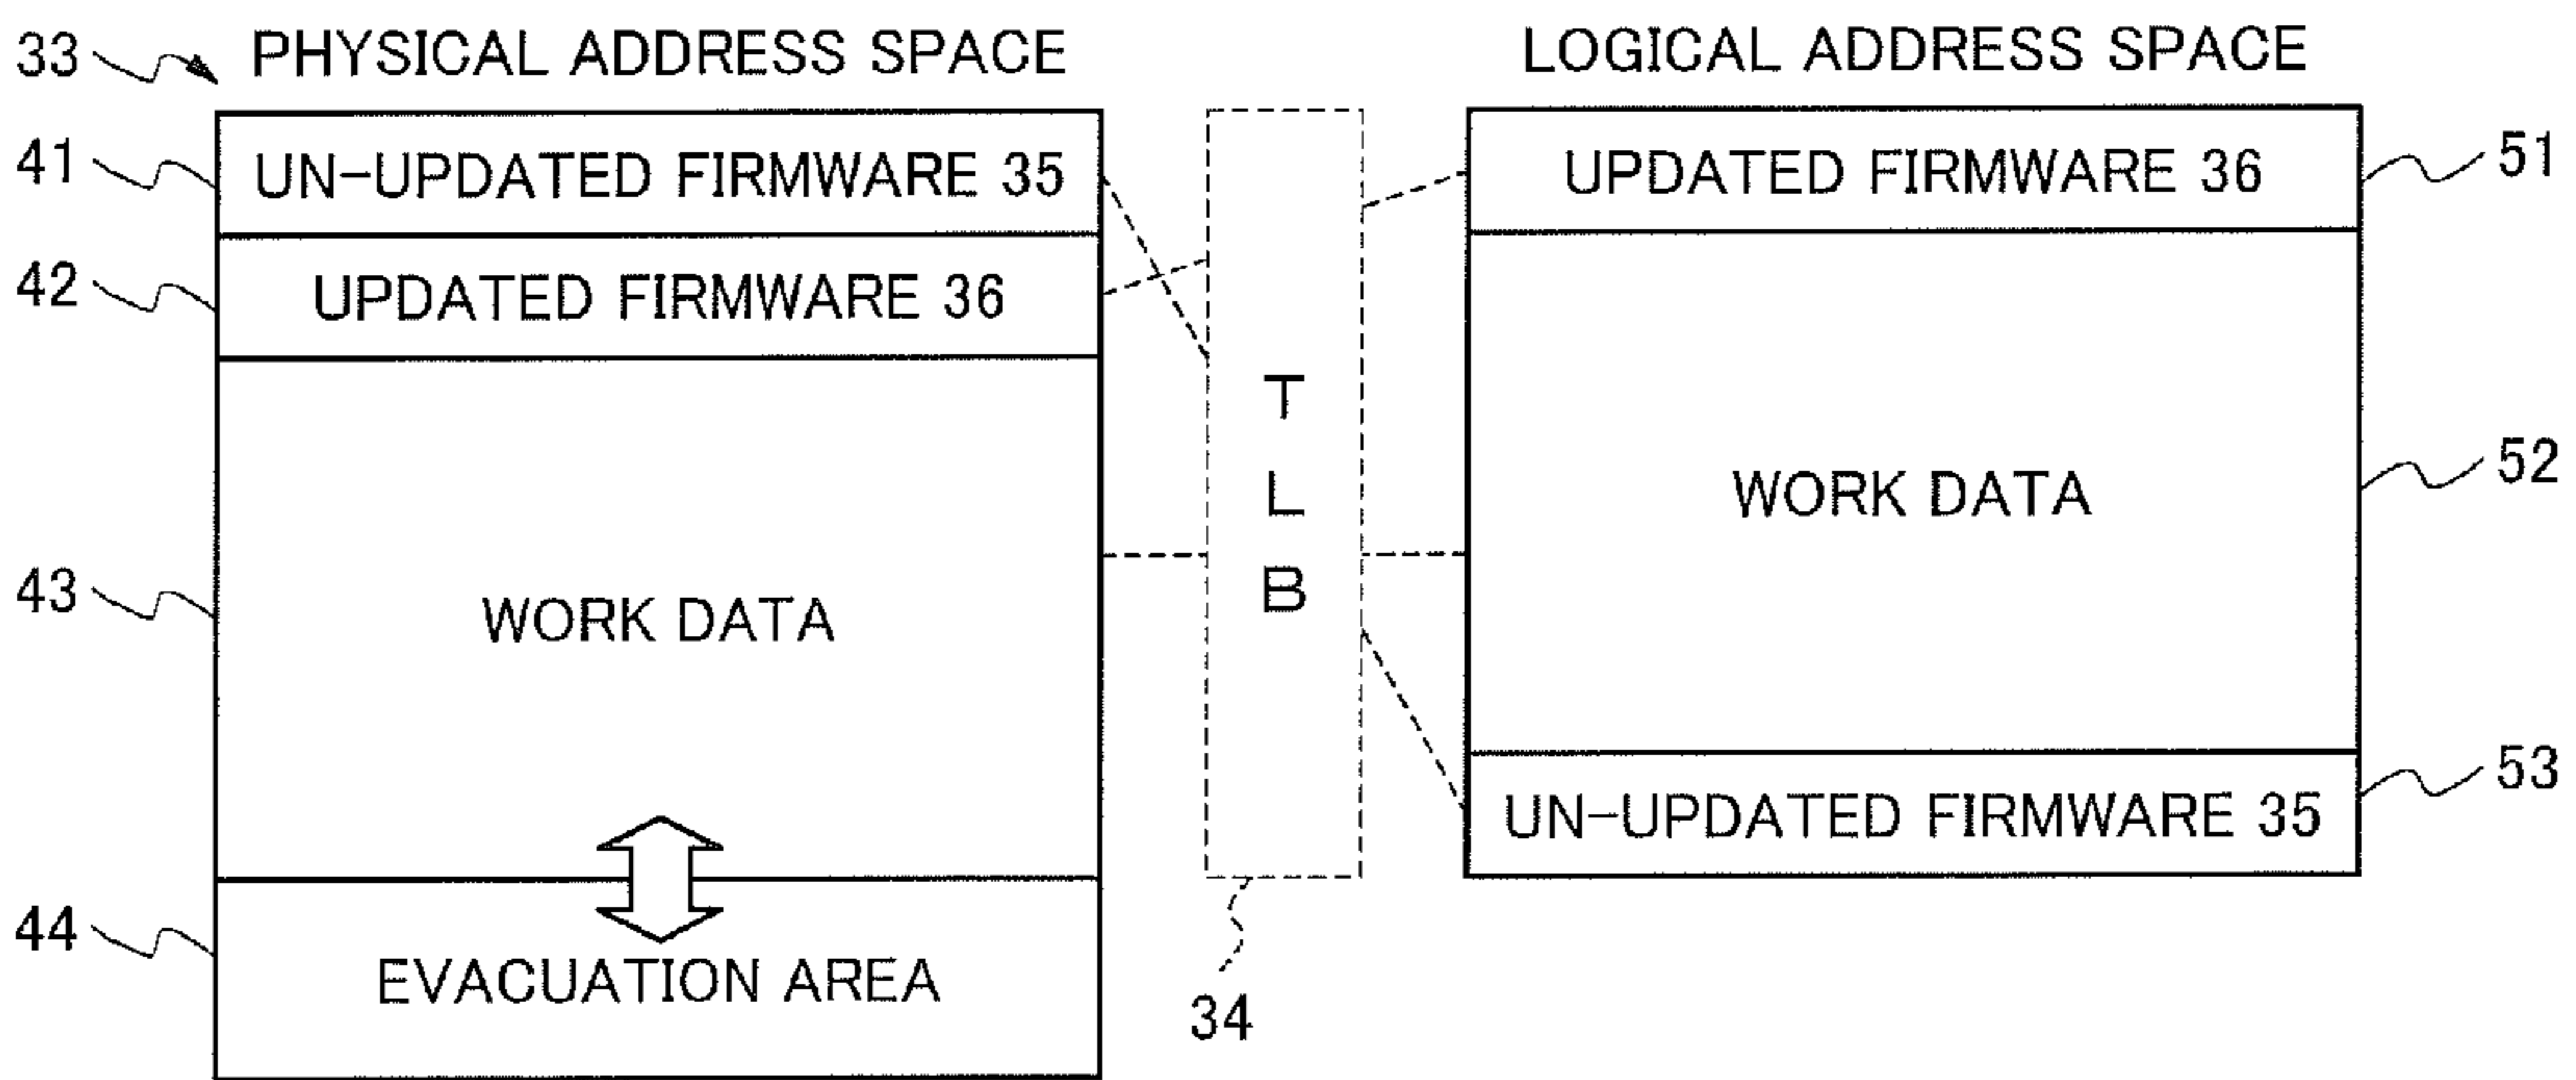 33
PHYSICAL ADDRESS SPACE
41
UN-UPDATED FIRMWARE 35
42
UPDATED FIRMWARE 36
43
WORK DATA
44
EVACUATION AREA
T
L
B
34
LOGICAL ADDRESS SPACE
UPDATED FIRMWARE 36
51
WORK DATA
52
UN-UPDATED FIRMWARE 35
53